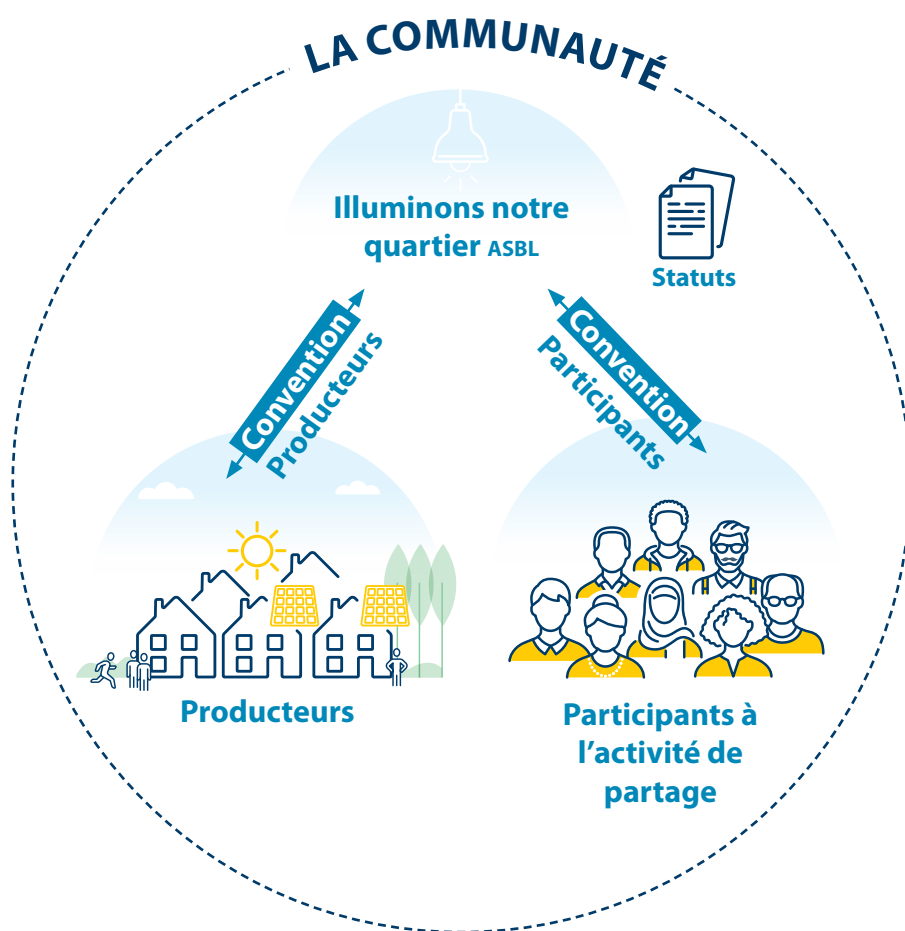 LA COMMUNAUTÉ
Illuminons notre
quartier ASBL
Statuts
Convention
Producteurs
Convention
Participants
Producteurs
Participants à
l’activité de
partage